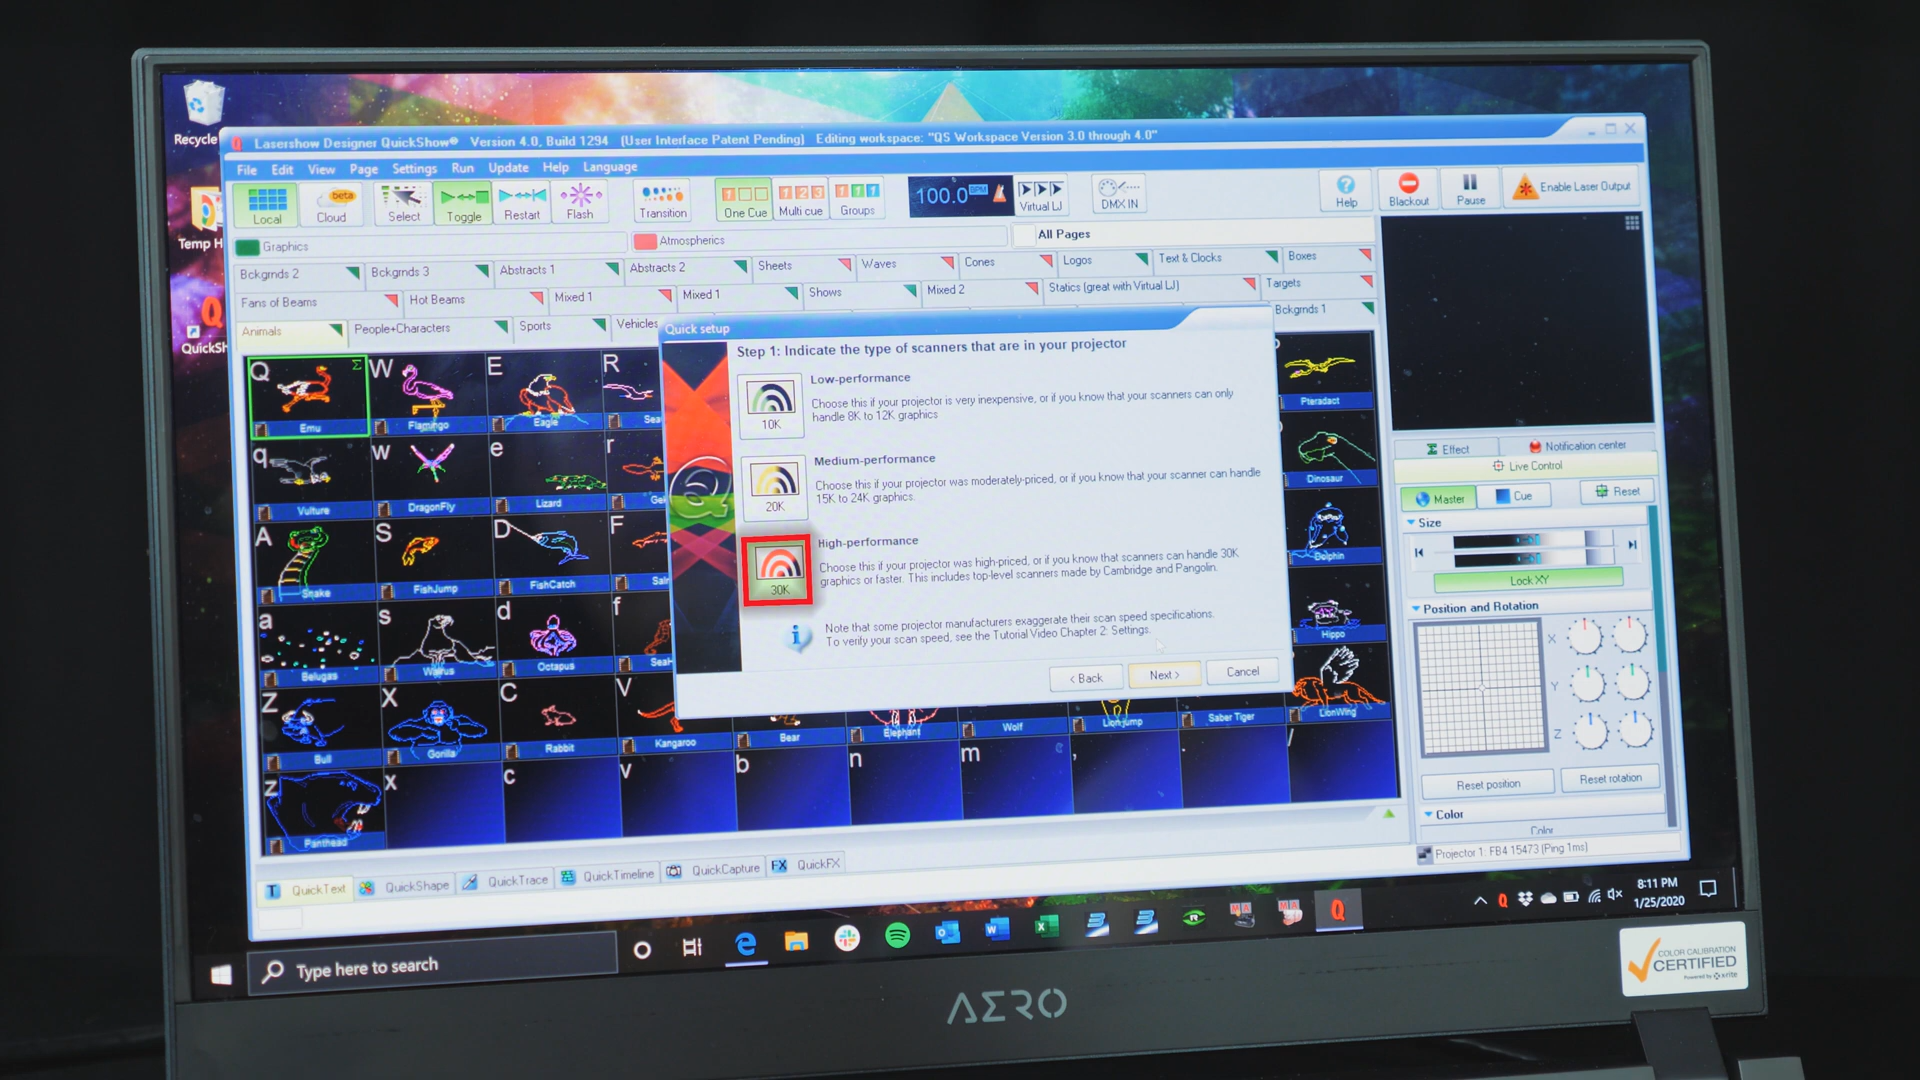 Recycle
Lasershow Designer QuickShow® Version 4.0, Build 1294 (User Interface Patent Pending) Editing workspace: "QS Workspace Version 3.0 through 4.0"
File Edit View Page Settings Run Update Help Language
Local Cloud beta Select Toggle Restart Flash Transition One Cue Multi cue Groups 100.0 BPM Virtual LJ DMX IN Help Blackout Pause Enable Laser Output
Temp H
Graphics Atmospherics All Pages
Bckgrnds 2 Bckgrnds 3 Abstracts 1 Abstracts 2 Sheets Waves Cones Logos Text & Clocks Boxes
Fans of Beams Hot Beams Mixed 1 Mixed 1 Shows Mixed 2 Statics (great with Virtual LJ) Targets
Animals People+Characters Sports Vehicles Bckgrnds 1
QuickSh
Quick setup
Step 1: Indicate the type of scanners that are in your projector
Low-performance
Choose this if your projector is very inexpensive, or if you know that your scanners can only
handle 8K to 12K graphics
10K
Medium-performance
Choose this if your projector was moderately-priced, or if you know that your scanner can handle
15K to 24K graphics.
20K
High-performance
Choose this if your projector was high-priced, or if you know that scanners can handle 30K
graphics or faster. This includes top-level scanners made by Cambridge and Pangolin.
30K
Note that some projector manufacturers exaggerate their scan speed specifications.
To verify your scan speed, see the Tutorial Video Chapter 2: Settings.
< Back Next > Cancel
Q W E R
Emu Flamingo Eagle Sea Pteradact
q w e r
Vulture DragonFly Lizard Gek Dinosaur
A S D F
Snake FishJump FishCatch Sail Dolphin
a s d f
Belugas Walrus Octapus SeaH Hippo
Z X C V
Bull Gorilla Rabbit Kangaroo Bear Elephant Wolf Lionjump Saber Tiger LionWing
z x c v b n m , . /
Panthead
Effect Notification center
Live Control
Master Cue Reset
Size
Lock XY
Position and Rotation
X
Y
Z
Reset position Reset rotation
Color
Color
Projector 1: FB4 15473 (Ping 1ms)
QuickText QuickShape QuickTrace QuickTimeline QuickCapture FX QuickFX
Type here to search
8:11 PM
1/25/2020
AERO
COLOR CALIBRATION
CERTIFIED
Powered by x-rite